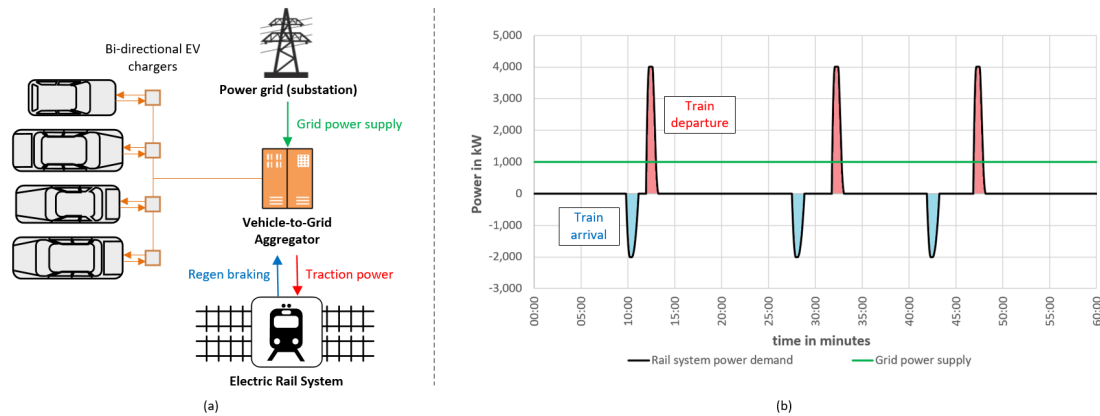 (a)
Bi-directional EV
chargers
Power grid (substation)
Grid power supply
Vehicle-to-Grid
Aggregator
Regen braking
Traction power
Electric Rail System
(b)
Power in kW
5,000
4,000
3,000
2,000
1,000
0
-1,000
-2,000
-3,000
Train
departure
Train
arrival
00:00
05:00
10:00
15:00
20:00
25:00
30:00
35:00
40:00
45:00
50:00
55:00
60:00
time in minutes
Rail system power demand
Grid power supply